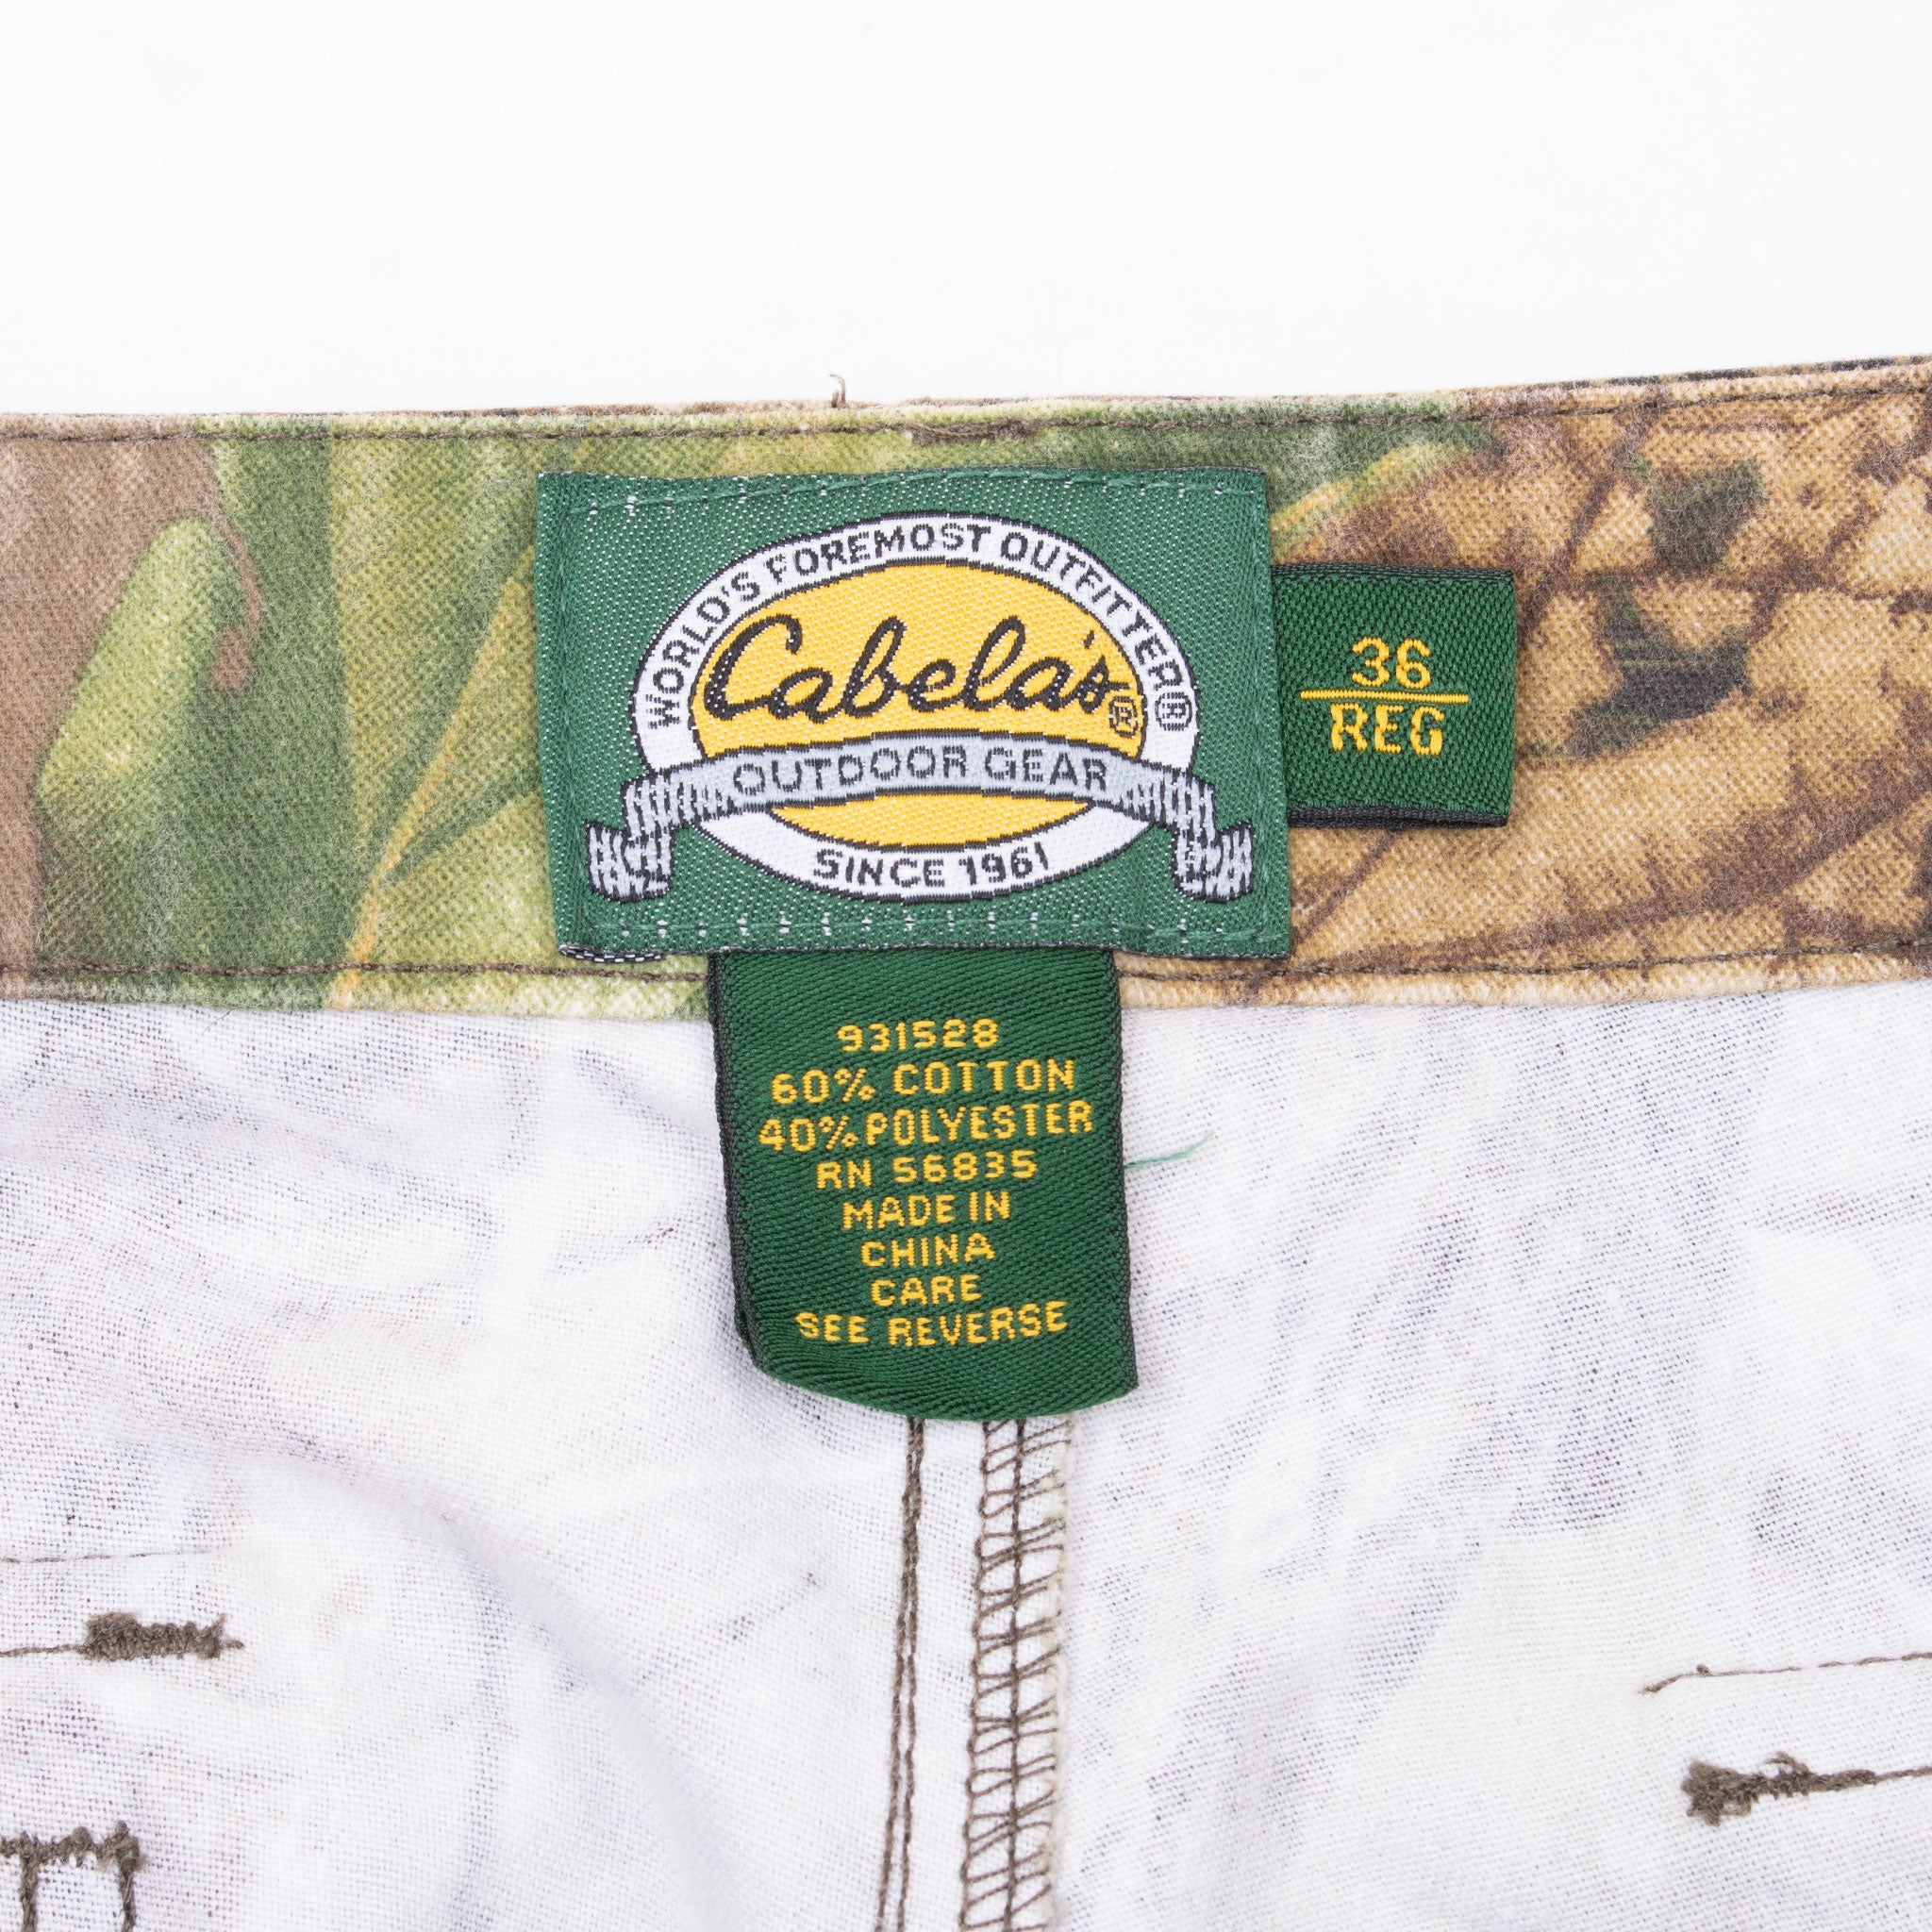 WORLD'S FOREMOST OUTFITTER®
Cabela's®
OUTDOOR GEAR
SINCE 1961
36
REG
931528
60% COTTON
40% POLYESTER
RN 56835
MADE IN
CHINA
CARE
SEE REVERSE